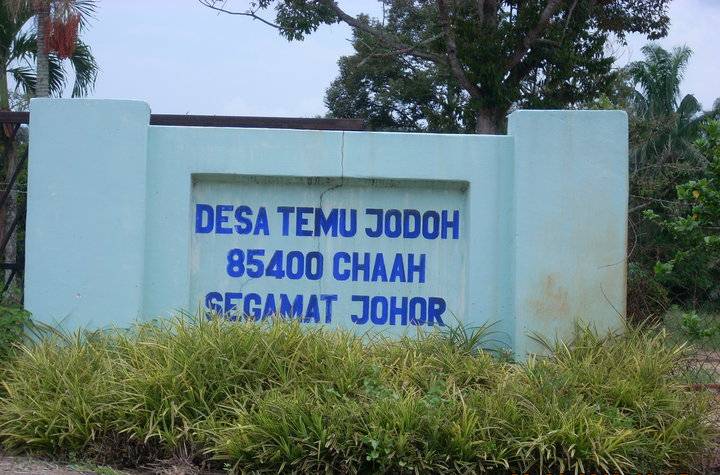 DESA TEMU JODOH
85400 CHAAH
SEGAMAT JOHOR